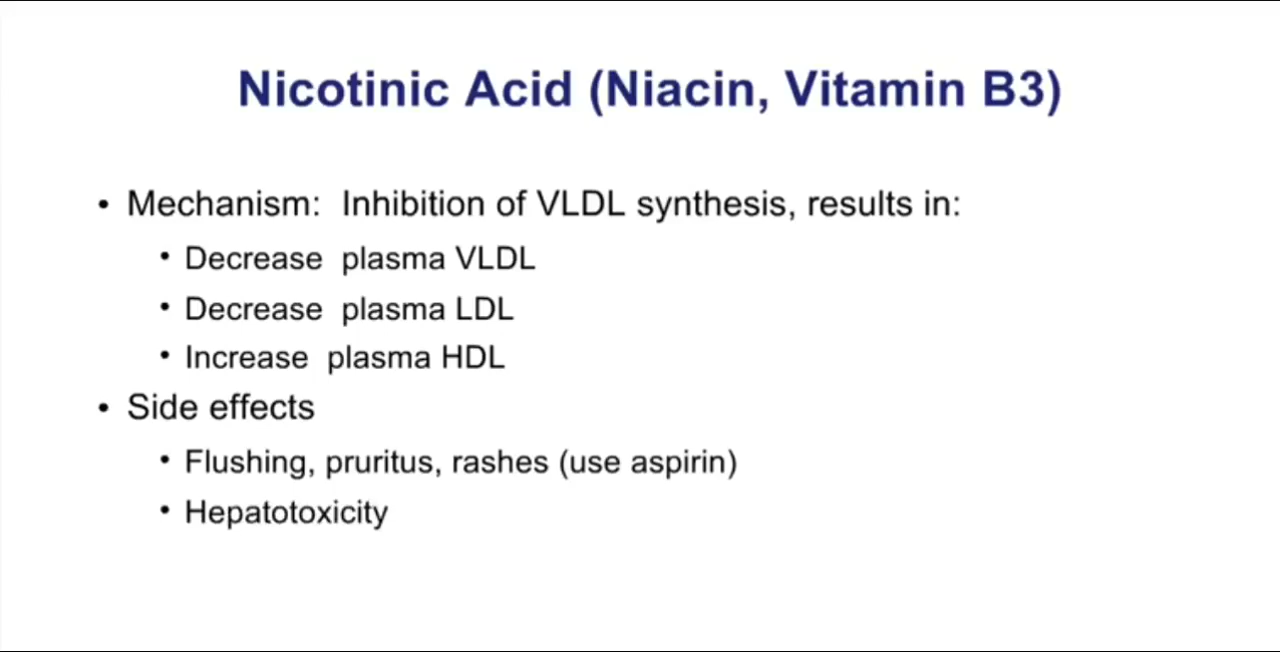 Nicotinic Acid (Niacin, Vitamin B3)
• Mechanism:  Inhibition of VLDL synthesis, results in:
• Decrease  plasma VLDL
• Decrease  plasma LDL
• Increase  plasma HDL
• Side effects
• Flushing, pruritus, rashes (use aspirin)
• Hepatotoxicity